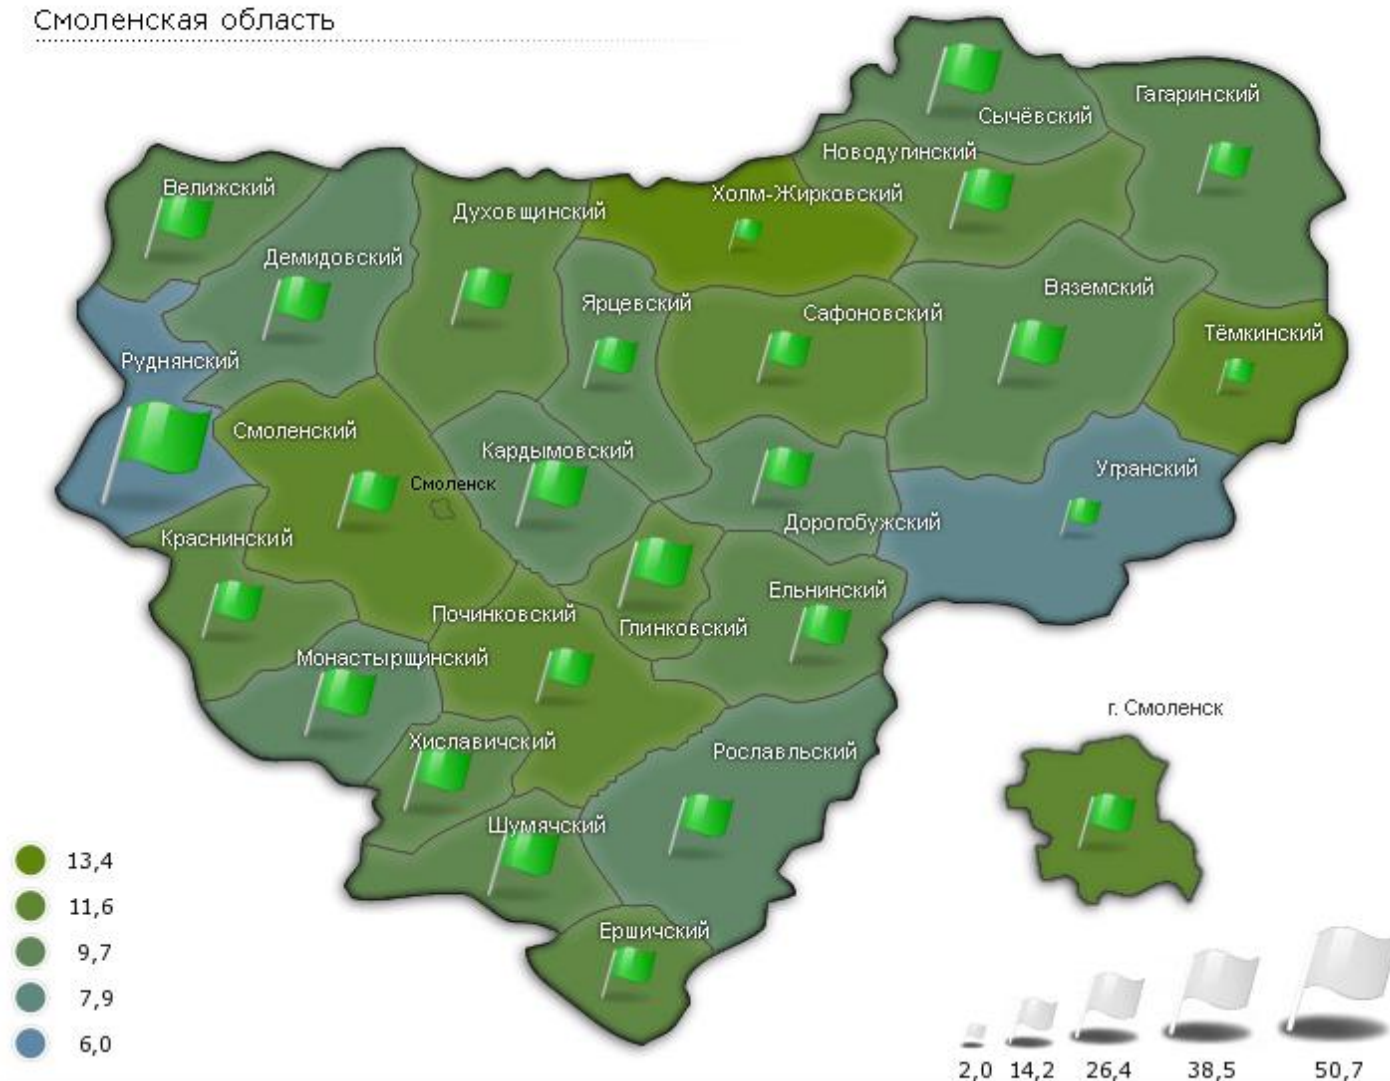 Смоленская область
Гагаринский
Сычёвский
Новодугинский
Велижский
Холм-Жирковский
Духовщинский
Демидовский
Вяземский
Ярцевский
Сафоновский
Тёмкинский
Руднянский
Смоленский
Кардымовский
Угранский
Смоленск
Дорогобужский
Краснинский
Ельнинский
Починковский
Глинковский
Монастырщинский
г. Смоленск
Хиславичский
Рославльский
Шумячский
Ершичский
13,4
11,6
9,7
7,9
6,0
2,0 14,2 26,4 38,5 50,7